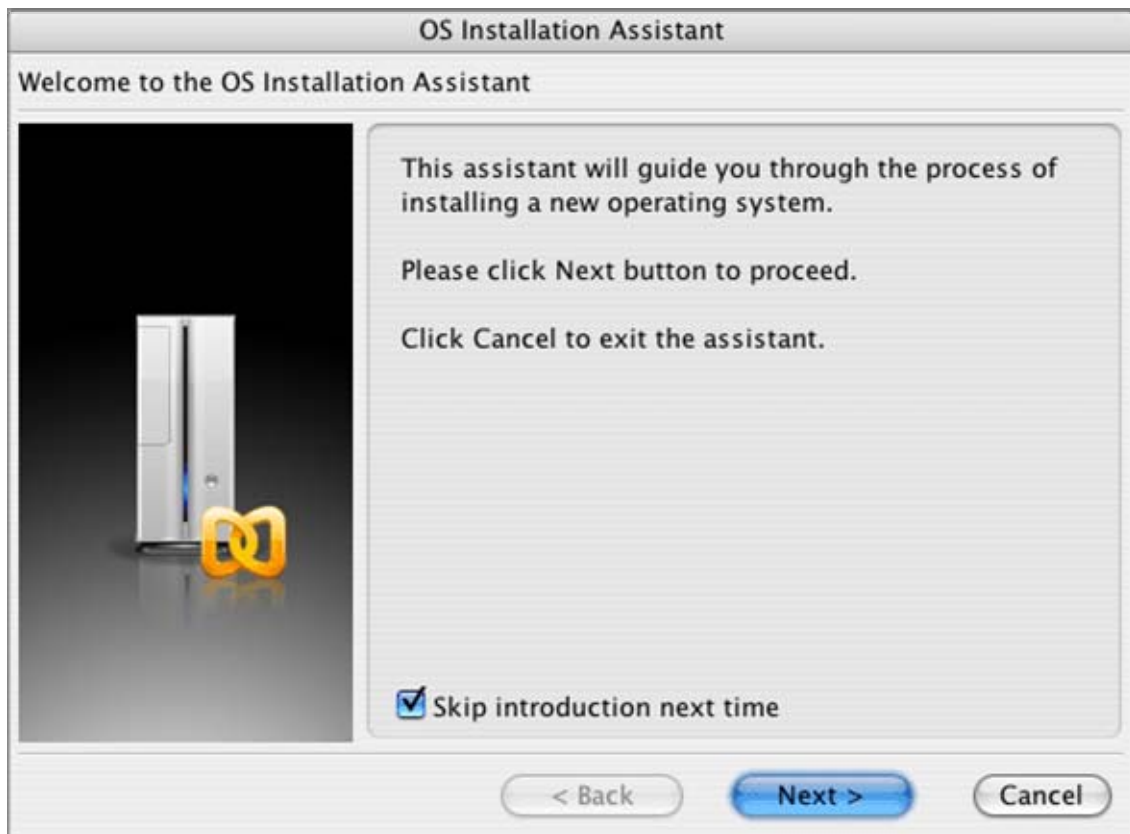 OS Installation Assistant
Welcome to the OS Installation Assistant
This assistant will guide you through the process of
installing a new operating system.
Please click Next button to proceed.
Click Cancel to exit the assistant.
Skip introduction next time
< Back
Next >
Cancel